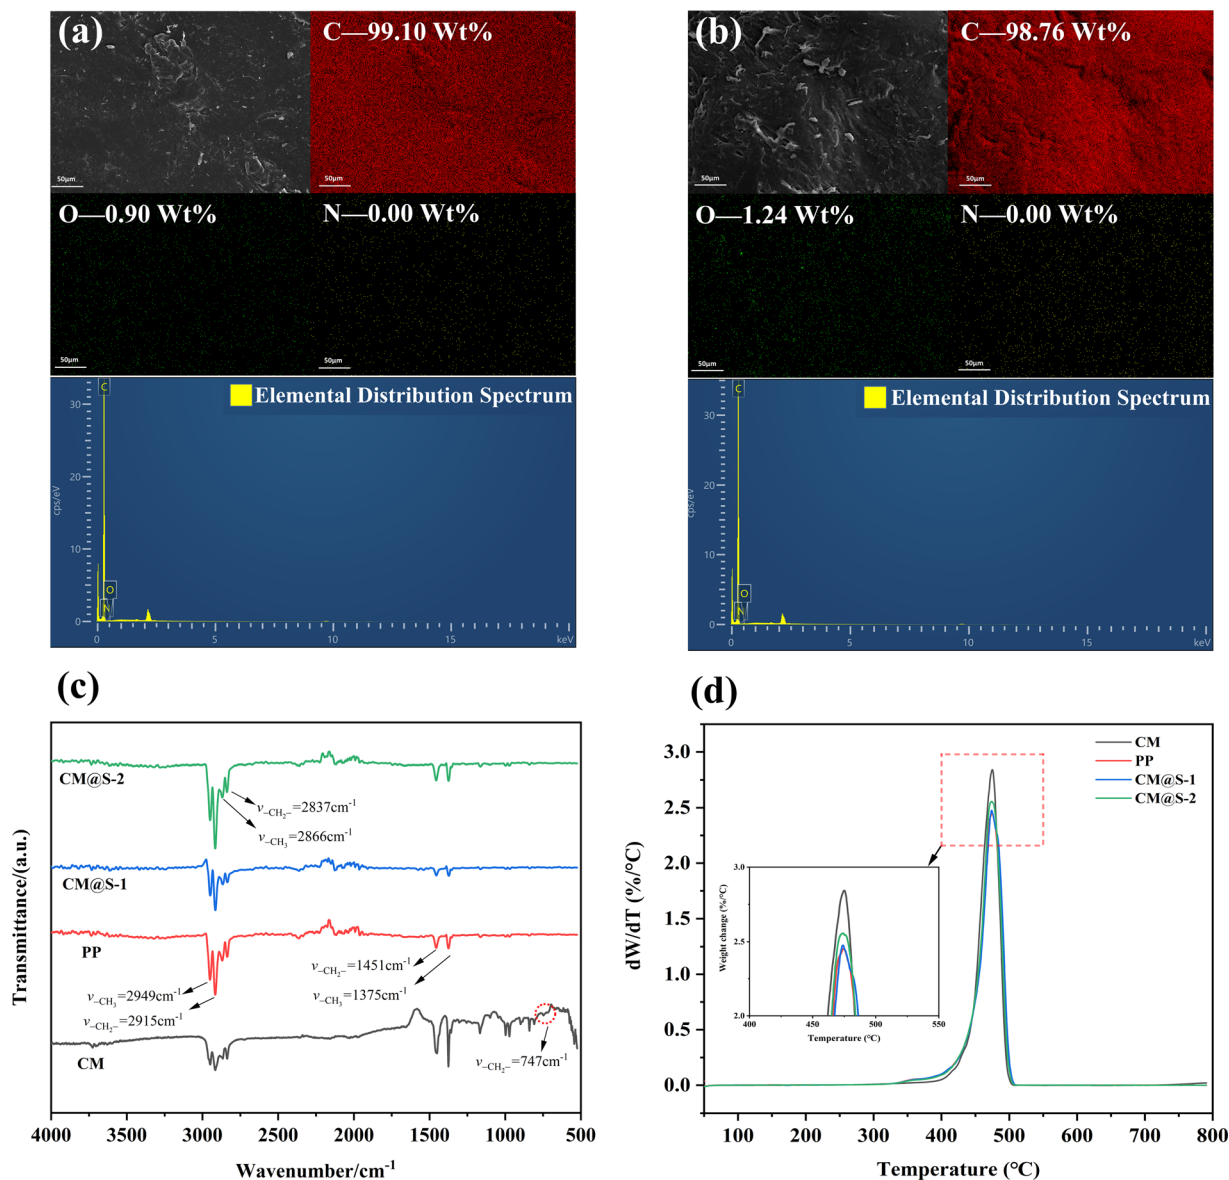 (a)
C—99.10 Wt%
50μm
50μm
O—0.90 Wt%
N—0.00 Wt%
50μm
50μm
Elemental Distribution Spectrum
C
O
N
cps/eV
30
20
10
0
0
5
10
15
keV
(b)
C—98.76 Wt%
50μm
50μm
O—1.24 Wt%
N—0.00 Wt%
50μm
50μm
Elemental Distribution Spectrum
C
O
N
cps/eV
30
20
10
0
0
5
10
15
keV
(c)
CM@S-2
v–CH2–=2837cm-1
v–CH3=2866cm-1
CM@S-1
PP
v–CH2–=1451cm-1
v–CH3=2949cm-1
v–CH3=1375cm-1
v–CH2–=2915cm-1
v–CH2–=747cm-1
CM
Transmittance/(a.u.)
4000 3500 3000 2500 2000 1500 1000 500
Wavenumber/cm-1
(d)
CM
PP
CM@S-1
CM@S-2
dW/dT (%/°C)
3.0
2.5
2.0
1.5
1.0
0.5
0.0
Weight change (%/°C)
3.0
2.5
2.0
400 450 500 550
Temperature (°C)
100 200 300 400 500 600 700 800
Temperature (°C)